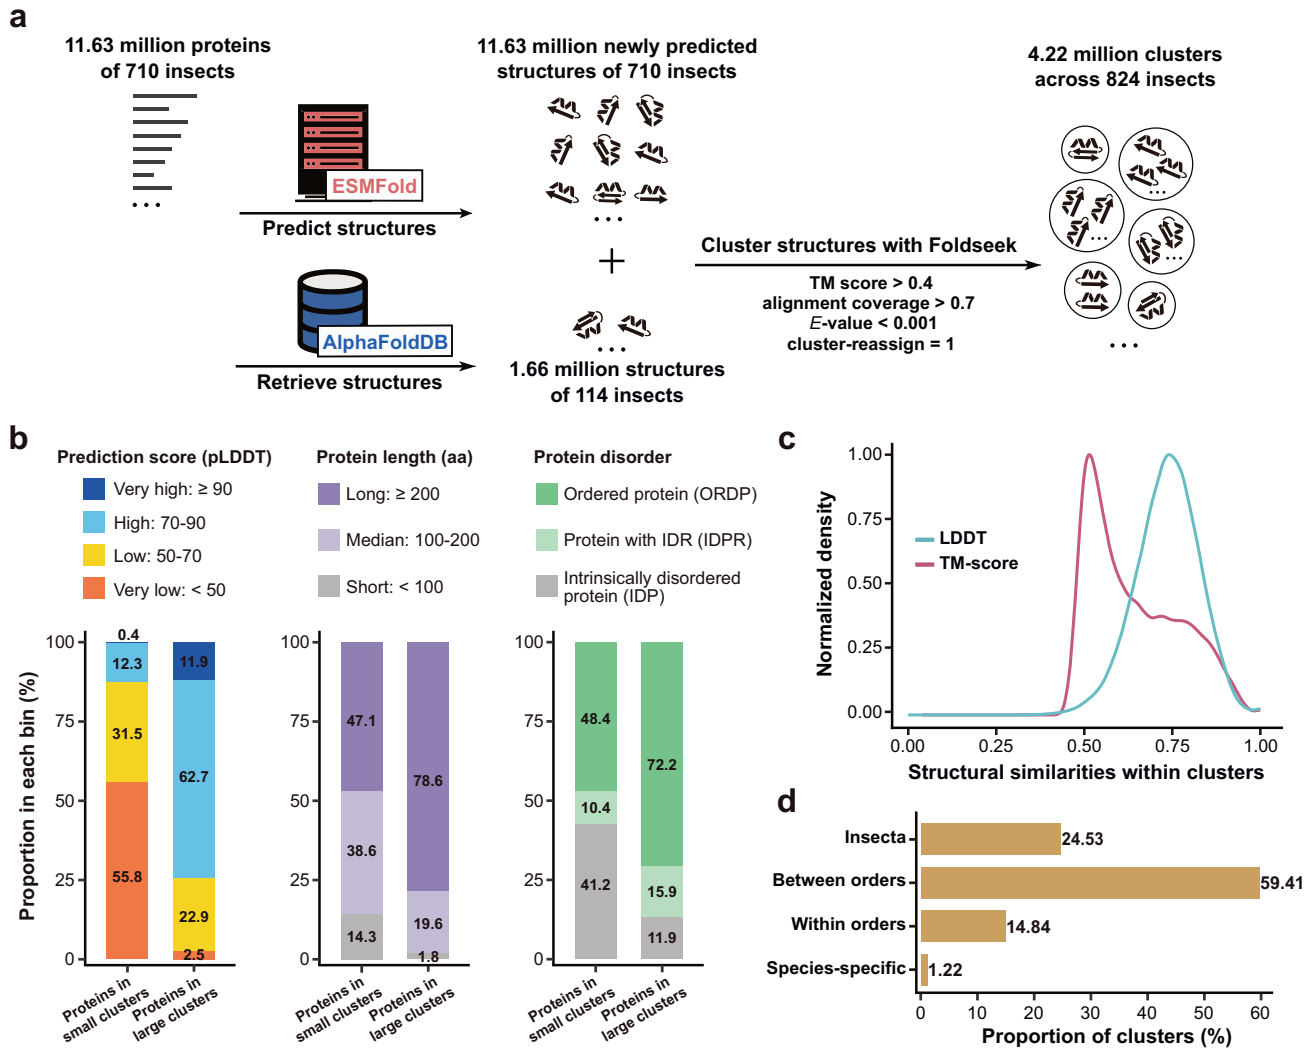 a
11.63 million proteins
of 710 insects
ESMFold
Predict structures
AlphaFoldDB
Retrieve structures
11.63 million newly predicted
structures of 710 insects
1.66 million structures
of 114 insects
Cluster structures with Foldseek
TM score > 0.4
alignment coverage > 0.7
E-value < 0.001
cluster-reassign = 1
4.22 million clusters
across 824 insects
b
Prediction score (pLDDT)
Very high: ≥ 90
High: 70-90
Low: 50-70
Very low: < 50
Protein length (aa)
Long: ≥ 200
Median: 100-200
Short: < 100
Protein disorder
Ordered protein (ORDP)
Protein with IDR (IDPR)
Intrinsically disordered
protein (IDP)
Proportion in each bin (%)
100
75
50
25
0
0.4
12.3
31.5
55.8
11.9
62.7
22.9
2.5
Proteins in
small clusters
Proteins in
large clusters
100
75
50
25
0
47.1
38.6
14.3
78.6
19.6
1.8
Proteins in
small clusters
Proteins in
large clusters
100
75
50
25
0
48.4
10.4
41.2
72.2
15.9
11.9
Proteins in
small clusters
Proteins in
large clusters
c
Normalized density
1.00
0.75
0.50
0.25
0.00
LDDT
TM-score
0.00
0.25
0.50
0.75
1.00
Structural similarities within clusters
d
Insecta
24.53
Between orders
59.41
Within orders
14.84
Species-specific
1.22
0
10
20
30
40
50
60
Proportion of clusters (%)